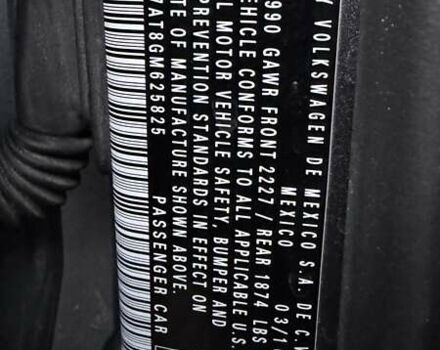 Y VOLKSWAGEN DE MEXICO S.A. DE C.V
MEXICO 03/1
990 GAWR FRONT 2227 / REAR 1874 LBS
EHICLE CONFORMS TO ALL APPLICABLE U.S.
L MOTOR VEHICLE SAFETY, BUMPER AND
PREVENTION STANDARDS IN EFFECT ON
TE OF MANUFACTURE SHOWN ABOVE.
7AT8GM625825 PASSENGER CAR